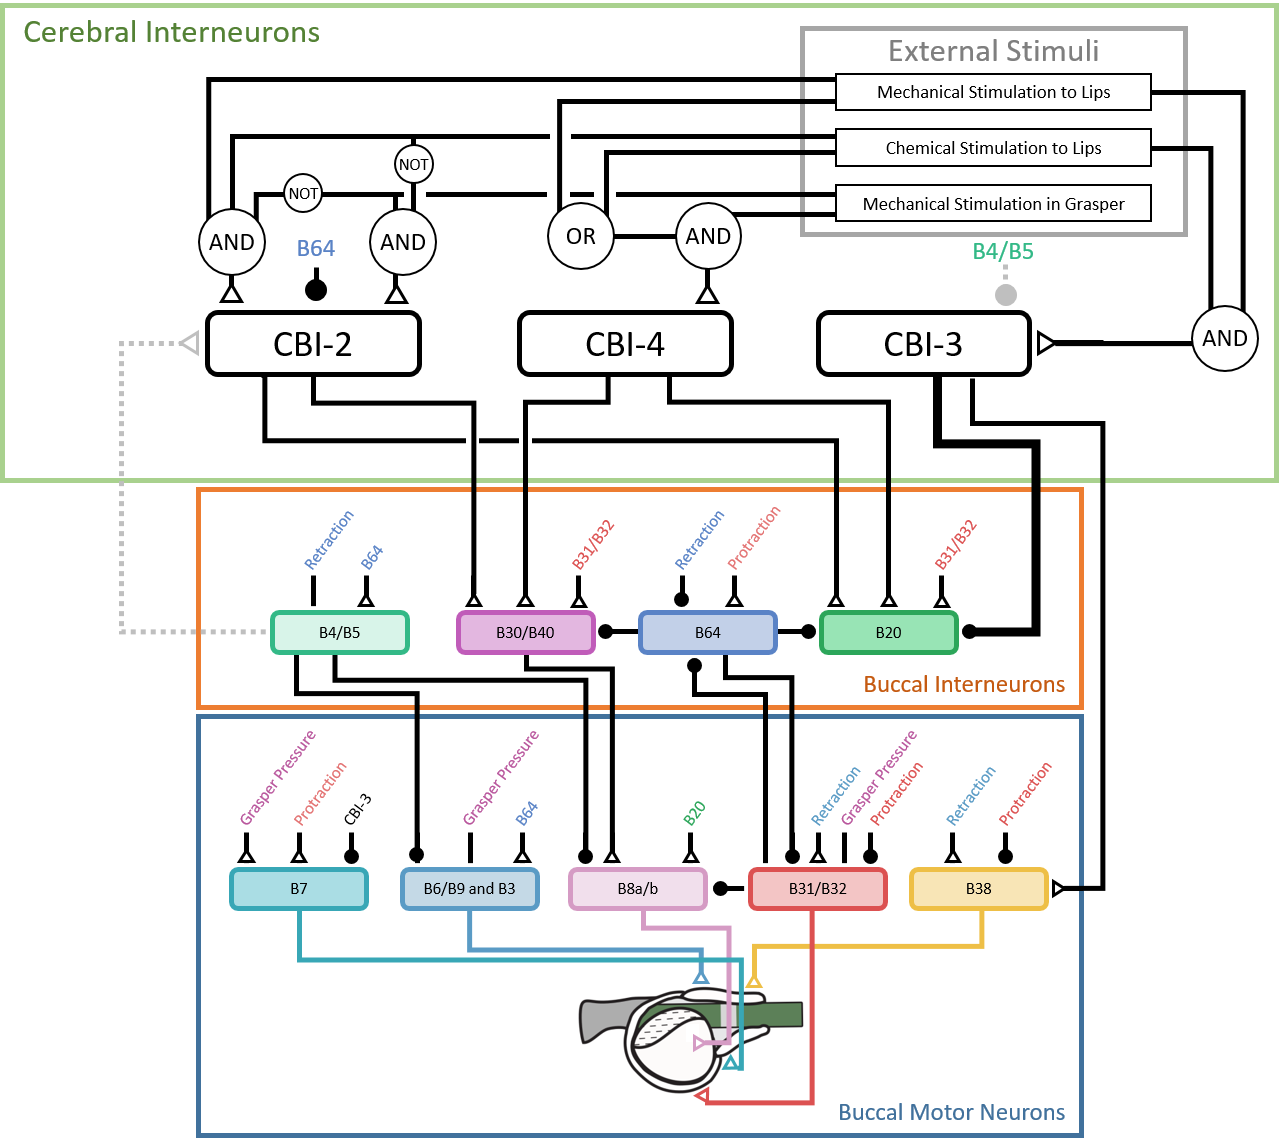 Cerebral Interneurons
External Stimuli
Mechanical Stimulation to Lips
Chemical Stimulation to Lips
Mechanical Stimulation in Grasper
NOT
NOT
AND
B64
AND
OR
AND
B4/B5
AND
CBI-2
CBI-4
CBI-3
Retraction
B64
B31/B32
Retraction
Protraction
B31/B32
B4/B5
B30/B40
B64
B20
Buccal Interneurons
Grasper Pressure
Protraction
CBI-3
Grasper Pressure
B64
B20
Retraction
Grasper Pressure
Protraction
Retraction
Protraction
B7
B6/B9 and B3
B8a/b
B31/B32
B38
Buccal Motor Neurons